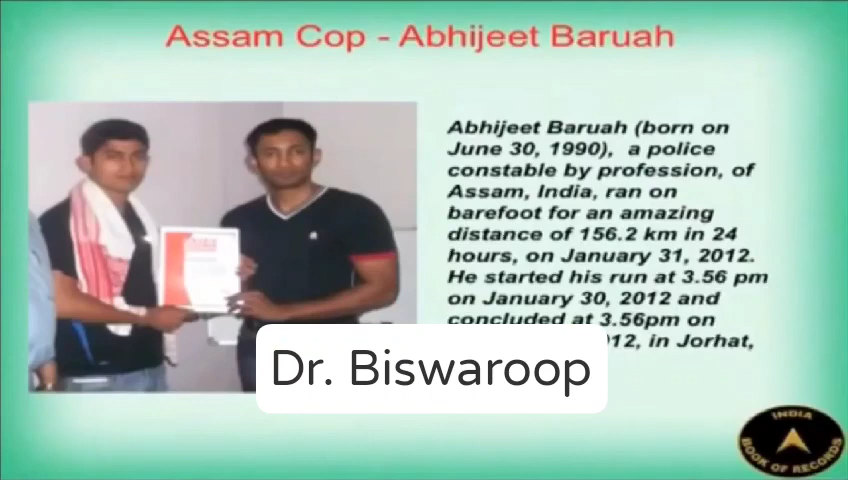 Assam Cop - Abhijeet Baruah
Abhijeet Baruah (born on
June 30, 1990), a police
constable by profession, of
Assam, India, ran on
barefoot for an amazing
distance of 156.2 km in 24
hours, on January 31, 2012.
He started his run at 3.56 pm
on January 30, 2012 and
concluded at 3.56pm on
12, in Jorhat,
Dr. Biswaroop
INDIA
BOOK OF RECORDS